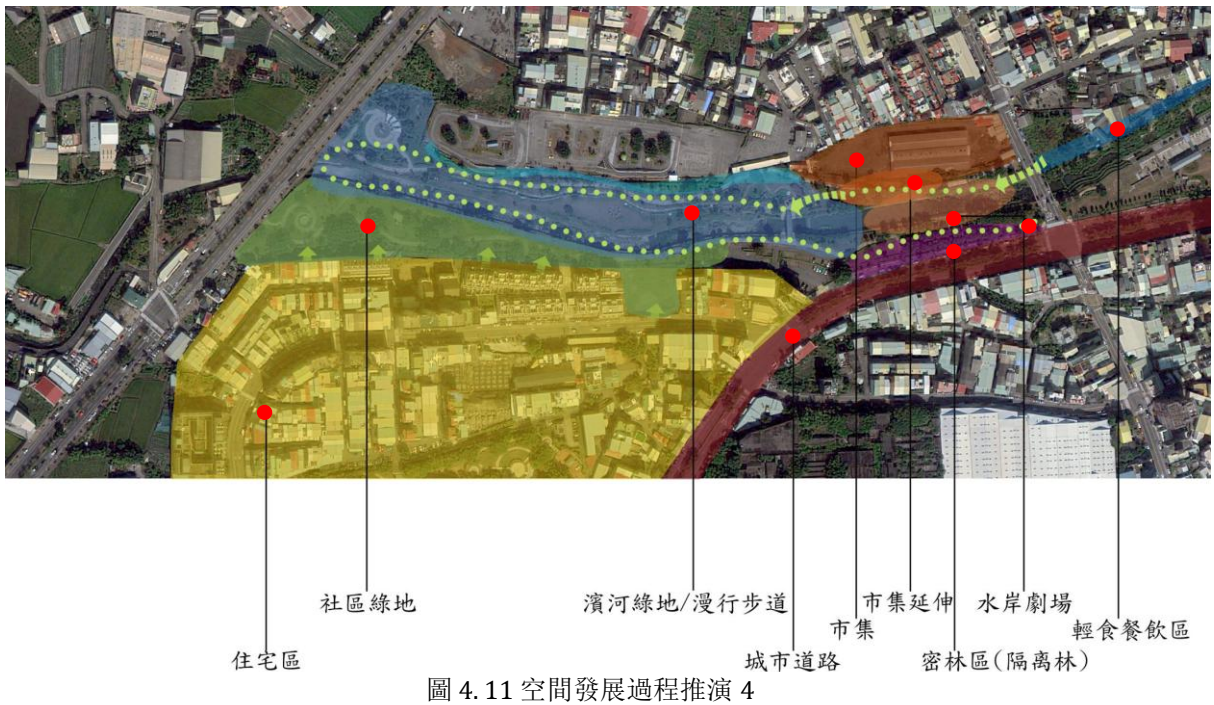 社區綠地
濱河綠地/漫行步道
市集延伸
水岸劇場
市集
輕食餐飲區
住宅區
城市道路
密林區(隔离林)
圖 4. 11 空間發展過程推演 4